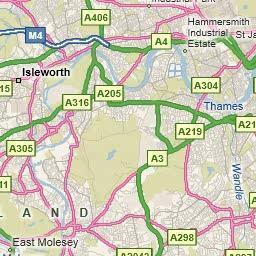 A406
Hammersmith
Industrial
Estate
M4
A4
Isleworth
A304
A316
A205
Thames
A219
A305
A3
Wandle
L A N D
East Molesey
A298